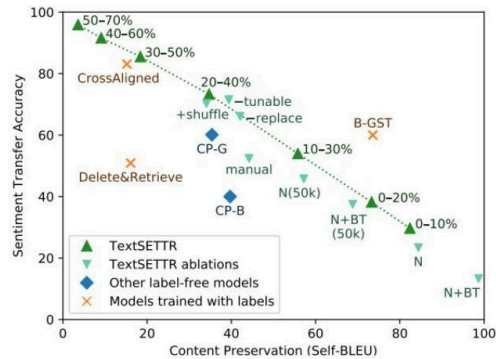 100
80
60
40
20
0
Sentiment Transfer Accuracy
50–70%
40–60%
30–50%
CrossAligned
20–40%
–tunable
+shuffle
–replace
B-GST
CP-G
10–30%
manual
Delete&Retrieve
N(50k)
CP-B
0–20%
N+BT
(50k)
0–10%
N
N+BT
TextSETTR
TextSETTR ablations
Other label-free models
Models trained with labels
0 20 40 60 80 100
Content Preservation (Self-BLEU)